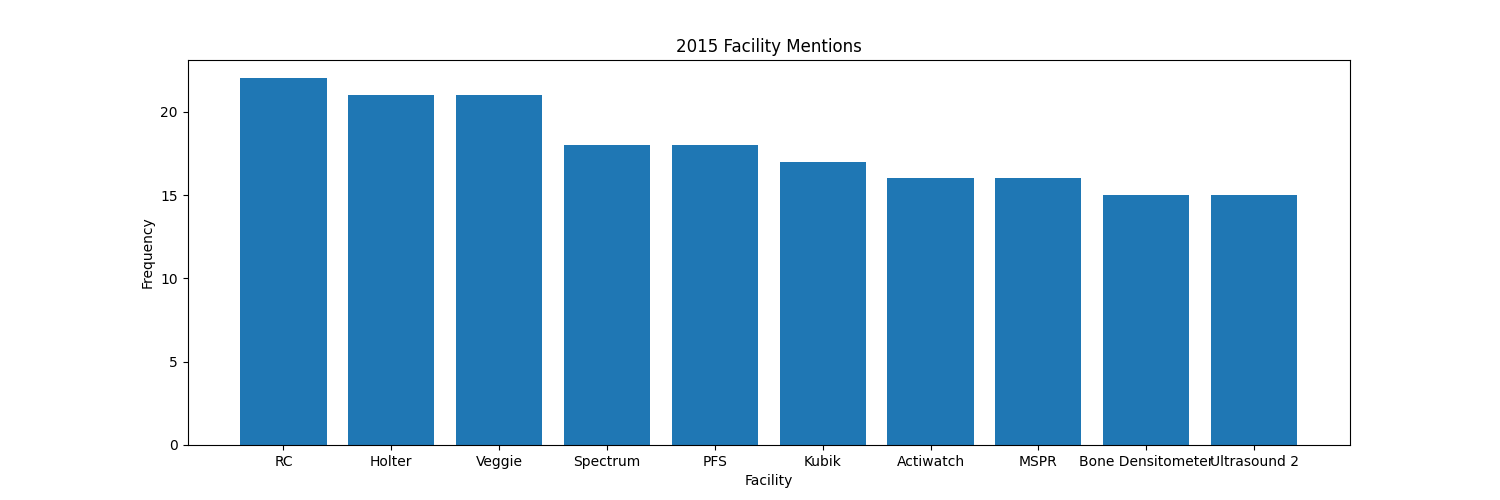 2015 Facility Mentions
Frequency
20
15
10
5
0
RC Holter Veggie Spectrum PFS Kubik Actiwatch MSPR Bone Densitometer Ultrasound 2
Facility